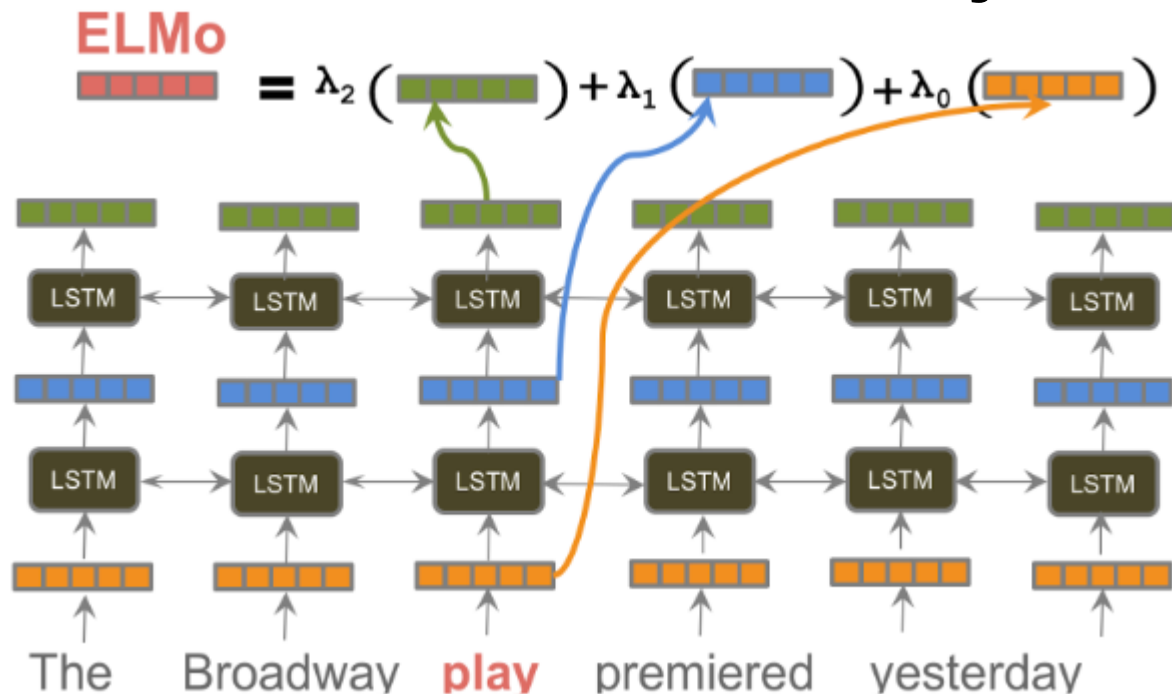 ELMo
= λ2 ( ) + λ1 ( ) + λ0 ( )
LSTM LSTM LSTM LSTM LSTM LSTM
LSTM LSTM LSTM LSTM LSTM LSTM
The Broadway play premiered yesterday